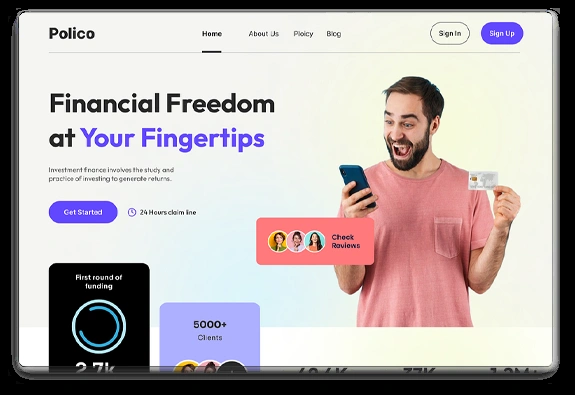 Polico
Home
About Us
Ploicy
Blog
Sign In
Sign Up
Financial Freedom
at Your Fingertips
Investment finance involves the study and
practice of investing to generate returns.
Get Started
24 Hours claim line
Check
Reviews
First round of
funding
5000+
Clients
2.7k